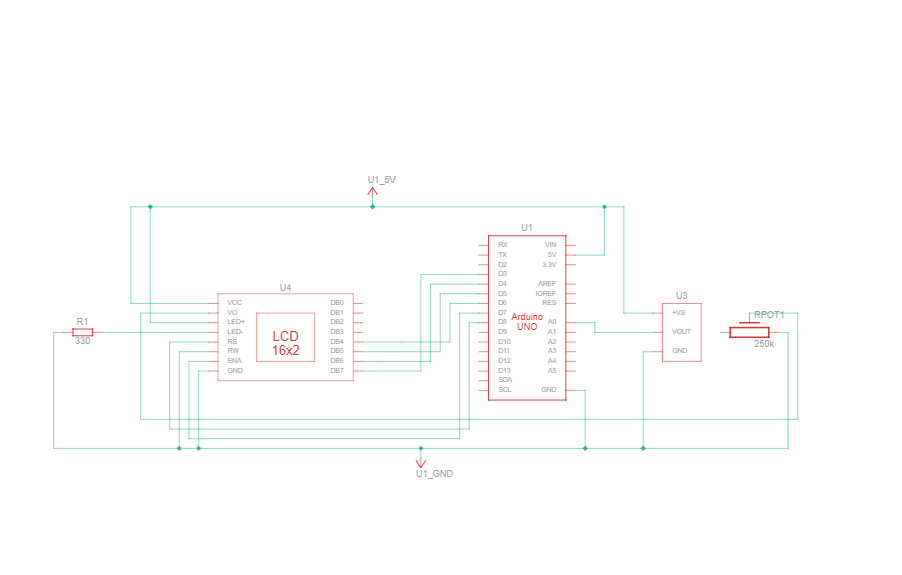 U1_5V
U1
RX
TX
D2
D3
D4
D5
D6
D7
D8
D9
D10
D11
D12
D13
SDA
SCL
VIN
5V
3.3V
AREF
IOREF
RES
A0
A1
A2
A3
A4
A5
GND
Arduino
UNO
U4
VCC
VO
LED+
LED-
RS
RW
ENA
GND
DB0
DB1
DB2
DB3
DB4
DB5
DB6
DB7
LCD
16x2
R1
330
U3
+VS
VOUT
GND
RPOT1
250k
U1_GND